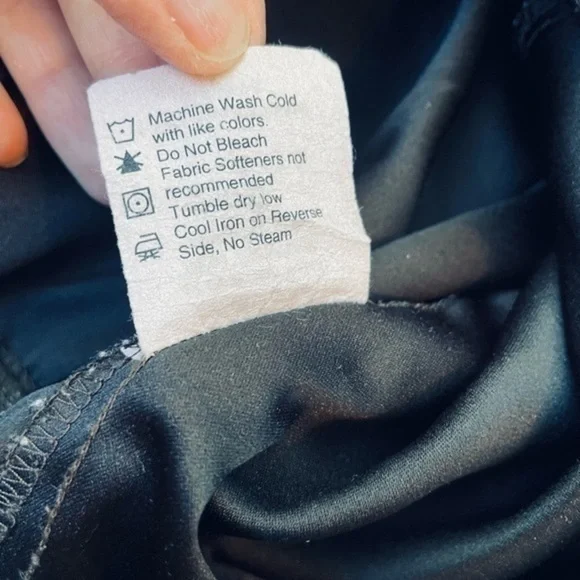 Machine Wash Cold
with like colors.
Do Not Bleach
Fabric Softeners not
recommended
Tumble dry low
Cool Iron on Reverse
Side, No Steam